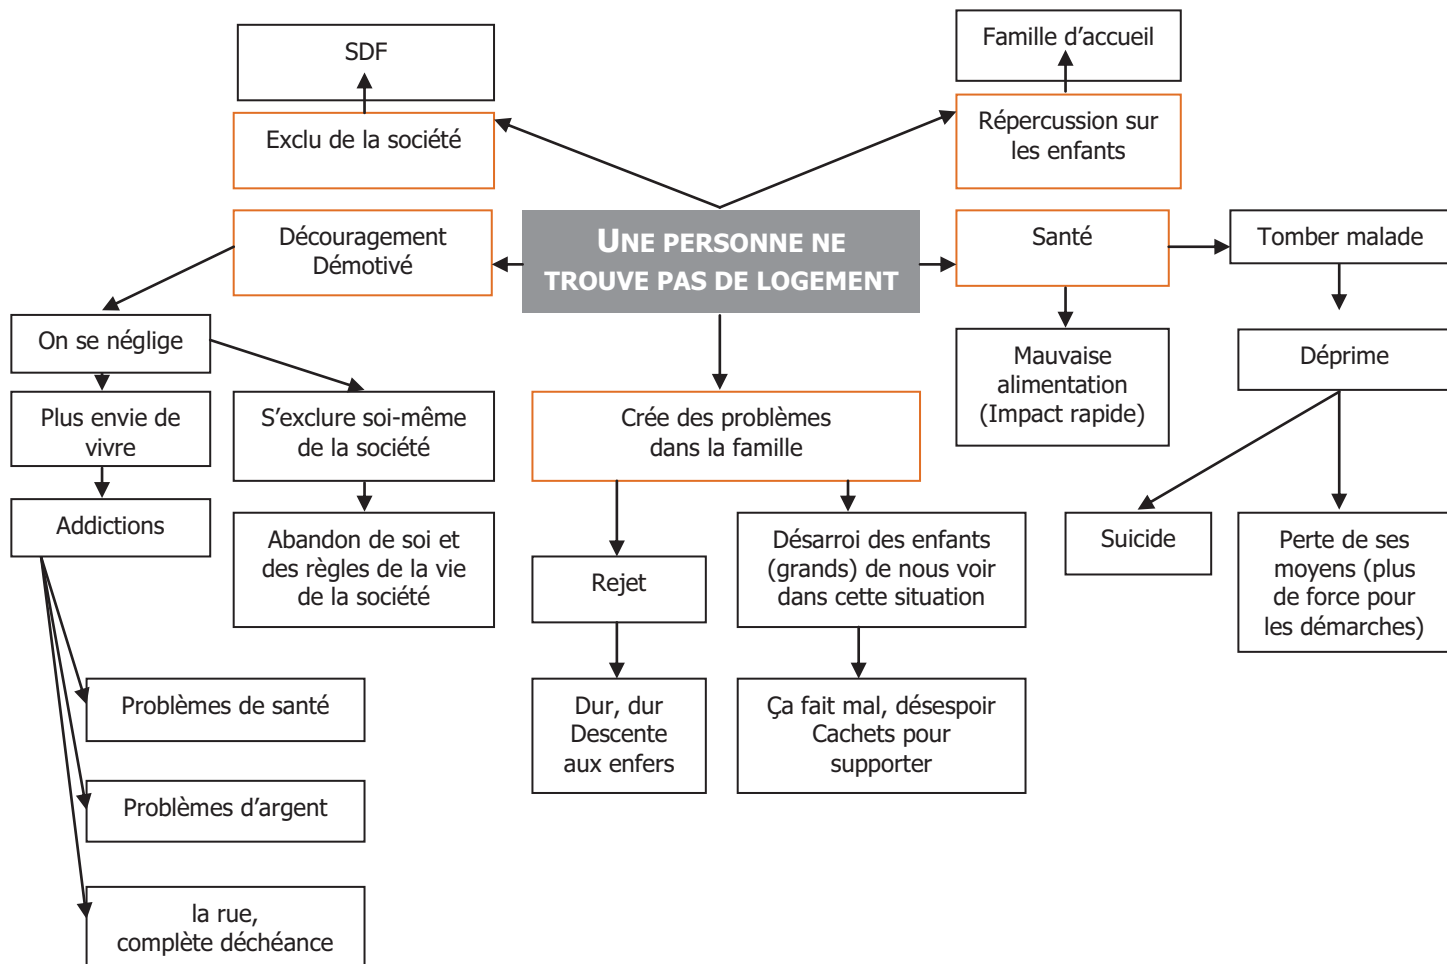 SDF
Exclu de la société
Famille d’accueil
Répercussion sur
les enfants
Découragement
Démotivé
UNE PERSONNE NE
TROUVE PAS DE LOGEMENT
Santé
Tomber malade
On se néglige
Mauvaise
alimentation
(Impact rapide)
Déprime
Plus envie de
vivre
S’exclure soi-même
de la société
Crée des problèmes
dans la famille
Addictions
Abandon de soi et
des règles de la vie
de la société
Rejet
Désarroi des enfants
(grands) de nous voir
dans cette situation
Suicide
Perte de ses
moyens (plus
de force pour
les démarches)
Problèmes de santé
Dur, dur
Descente
aux enfers
Ça fait mal, désespoir
Cachets pour
supporter
Problèmes d’argent
la rue,
complète déchéance